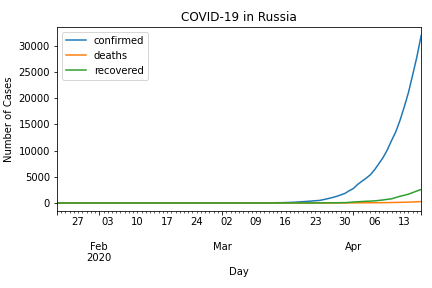 COVID-19 in Russia
confirmed
deaths
recovered
Number of Cases
30000
25000
20000
15000
10000
5000
0
27 03 10 17 24 02 09 16 23 30 06 13
Feb Mar Apr
2020
Day